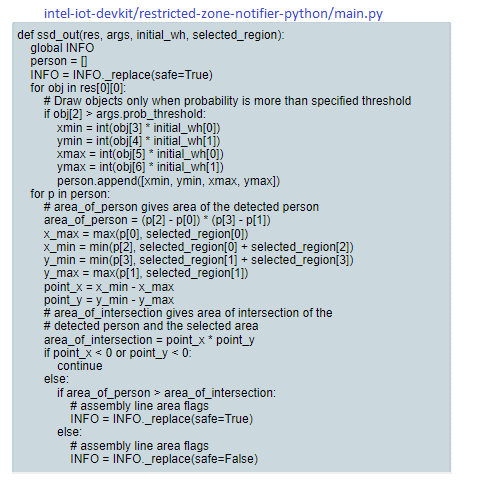 intel-iot-devkit/restricted-zone-notifier-python/main.py
def ssd_out(res, args, initial_wh, selected_region):
global INFO
person = []
INFO = INFO._replace(safe=True)
for obj in res[0][0]:
# Draw objects only when probability is more than specified threshold
if obj[2] > args.prob_threshold:
xmin = int(obj[3] * initial_wh[0])
ymin = int(obj[4] * initial_wh[1])
xmax = int(obj[5] * initial_wh[0])
ymax = int(obj[6] * initial_wh[1])
person.append([xmin, ymin, xmax, ymax])
for p in person:
# area_of_person gives area of the detected person
area_of_person = (p[2] - p[0]) * (p[3] - p[1])
x_max = max(p[0], selected_region[0])
x_min = min(p[2], selected_region[0] + selected_region[2])
y_min = min(p[3], selected_region[1] + selected_region[3])
y_max = max(p[1], selected_region[1])
point_x = x_min - x_max
point_y = y_min - y_max
# area_of_intersection gives area of intersection of the
# detected person and the selected area
area_of_intersection = point_x * point_y
if point_x < 0 or point_y < 0:
continue
else:
if area_of_person > area_of_intersection:
# assembly line area flags
INFO = INFO._replace(safe=True)
else:
# assembly line area flags
INFO = INFO._replace(safe=False)